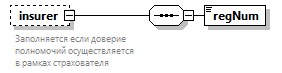 insurer
regNum
Заполняется если доверие
полномочий осуществляется
в рамках страхователя